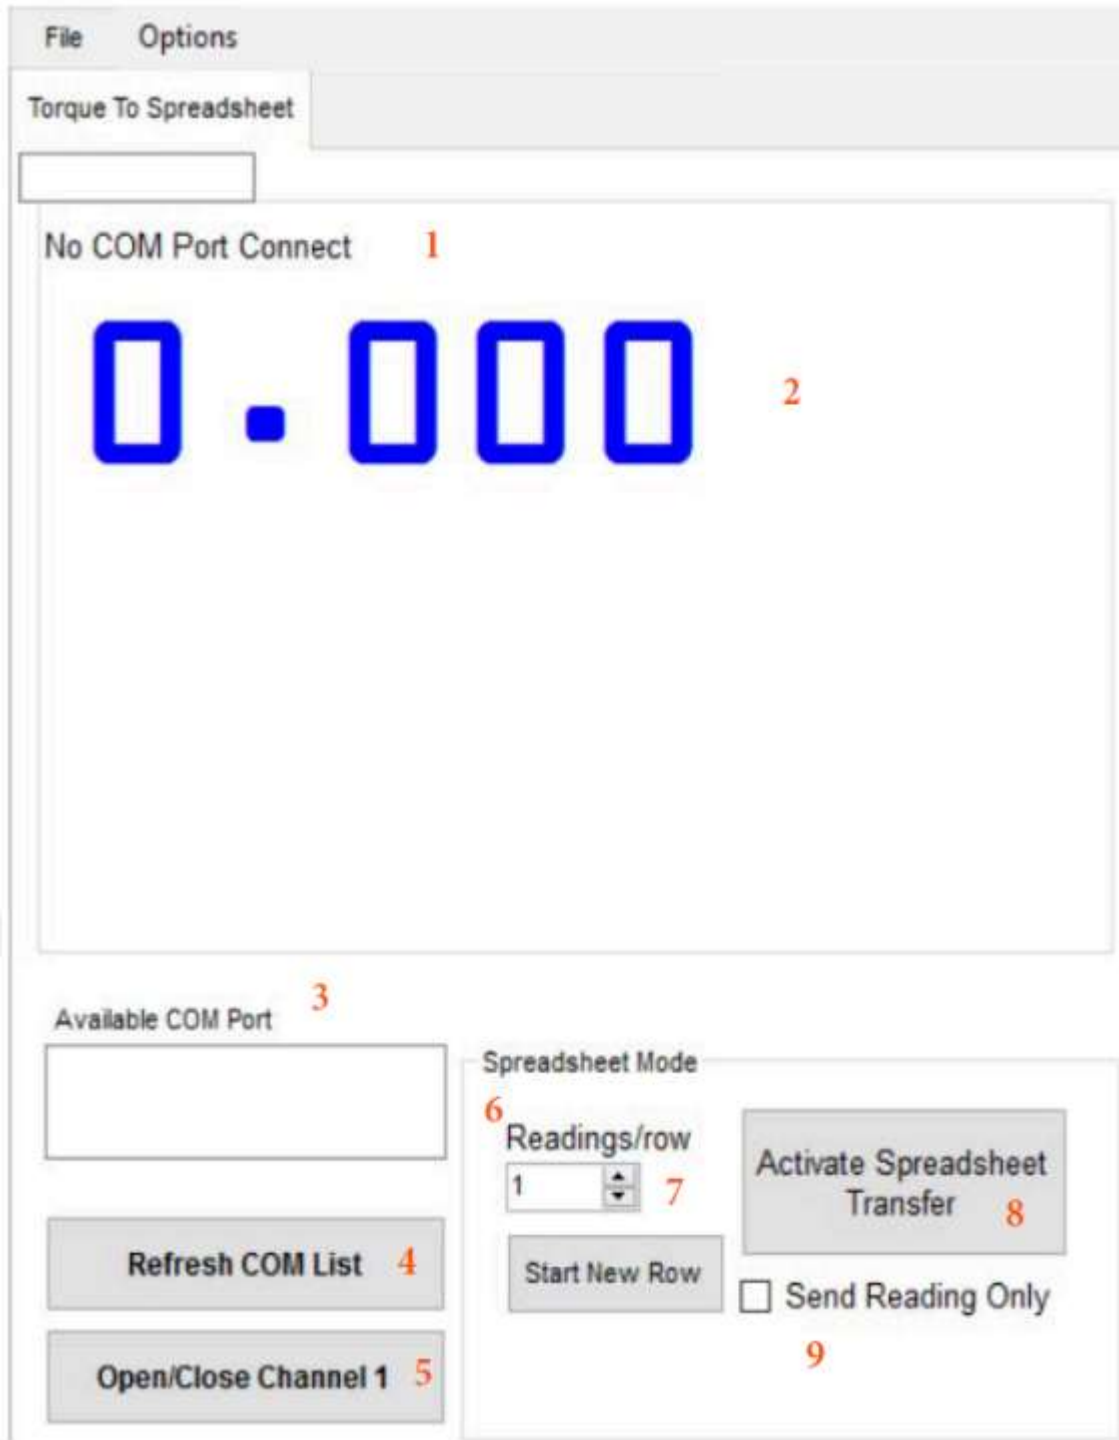 File Options
Torque To Spreadsheet
No COM Port Connect 1
0.000 2
3
Available COM Port
Spreadsheet Mode
6
Readings/row
1 7
Activate Spreadsheet
Transfer 8
Refresh COM List 4
Start New Row
Send Reading Only
9
Open/Close Channel 1 5